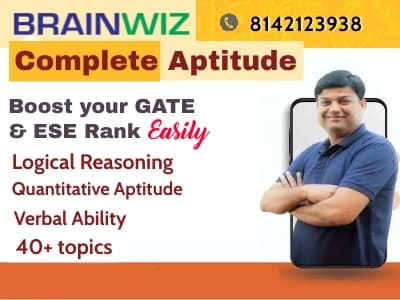 BRAINWIZ
8142123938
Complete Aptitude
Boost your GATE
& ESE Rank Easily
Logical Reasoning
Quantitative Aptitude
Verbal Ability
40+ topics